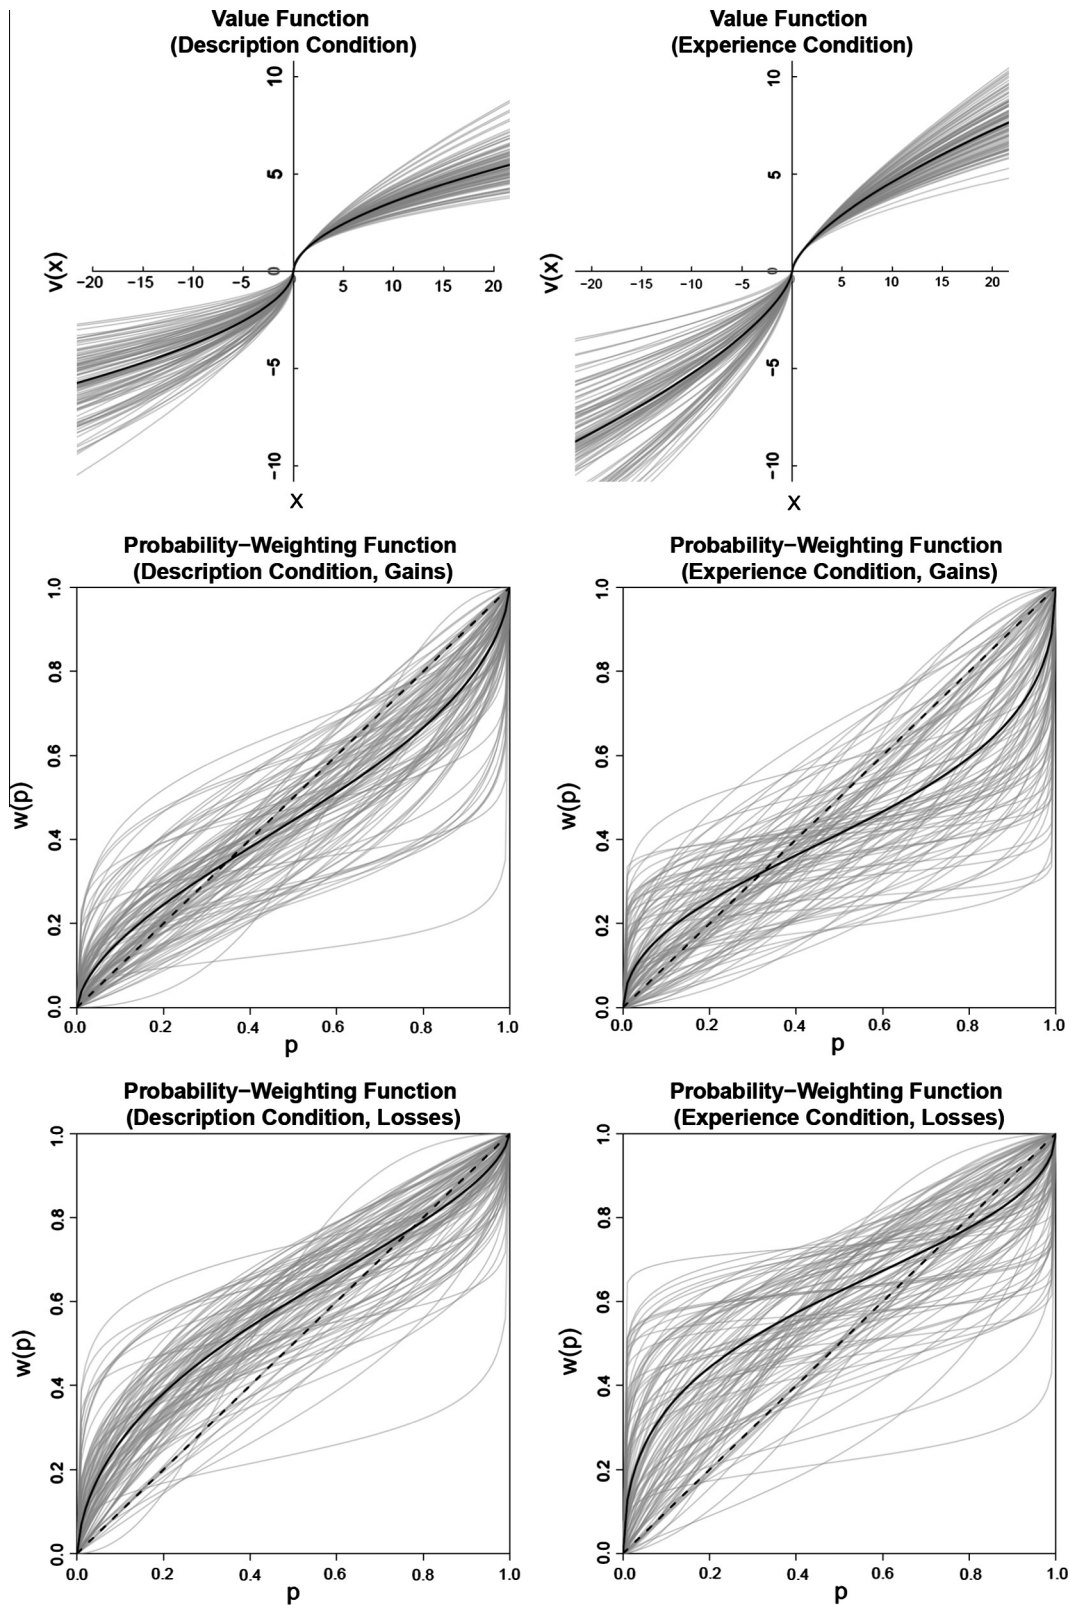 Value Function
(Description Condition)
Value Function
(Experience Condition)
10
5
0
−5
−10
v(x)
−20 −15 −10 −5 5 10 15 20
x
10
5
0
−5
−10
v(x)
−20 −15 −10 −5 5 10 15 20
x
Probability−Weighting Function
(Description Condition, Gains)
Probability−Weighting Function
(Experience Condition, Gains)
1.0
0.8
0.6
0.4
0.2
0.0
w(p)
0.0 0.2 0.4 0.6 0.8 1.0
p
1.0
0.8
0.6
0.4
0.2
0.0
w(p)
0.0 0.2 0.4 0.6 0.8 1.0
p
Probability−Weighting Function
(Description Condition, Losses)
Probability−Weighting Function
(Experience Condition, Losses)
1.0
0.8
0.6
0.4
0.2
0.0
w(p)
0.0 0.2 0.4 0.6 0.8 1.0
p
1.0
0.8
0.6
0.4
0.2
0.0
w(p)
0.0 0.2 0.4 0.6 0.8 1.0
p